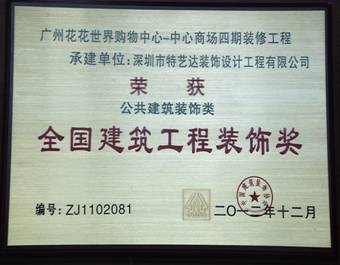 广州花花世界购物中心-中心商场四期装修工程
承建单位：深圳市特艺达装饰设计工程有限公司
荣获
公共建筑装饰类
全国建筑工程装饰奖
编号：ZJ1102081
二〇一二年十二月